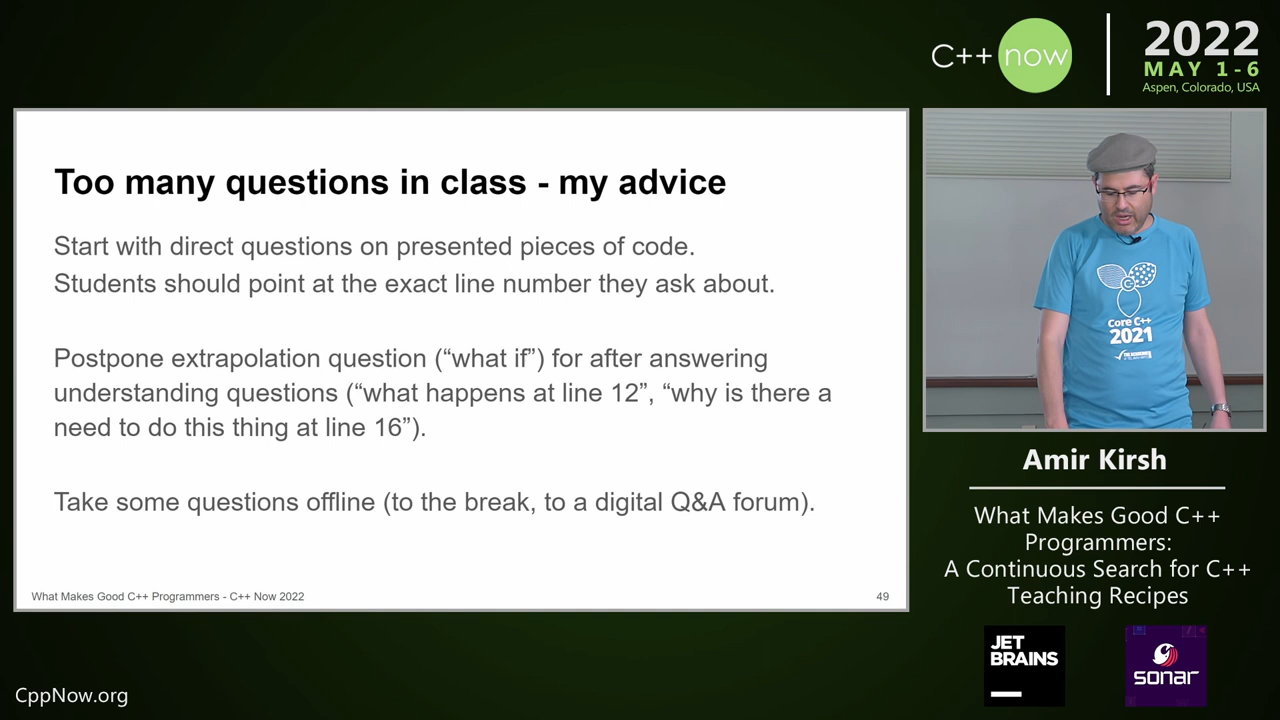 C++ now
2022
MAY 1-6
Aspen, Colorado, USA
Too many questions in class - my advice
Start with direct questions on presented pieces of code.
Students should point at the exact line number they ask about.
Postpone extrapolation question (“what if”) for after answering
understanding questions (“what happens at line 12”, “why is there a
need to do this thing at line 16”).
Take some questions offline (to the break, to a digital Q&A forum).
What Makes Good C++ Programmers - C++ Now 2022
49
Core C++
2021
Amir Kirsh
What Makes Good C++
Programmers:
A Continuous Search for C++
Teaching Recipes
JET
BRAINS
sonar
CppNow.org